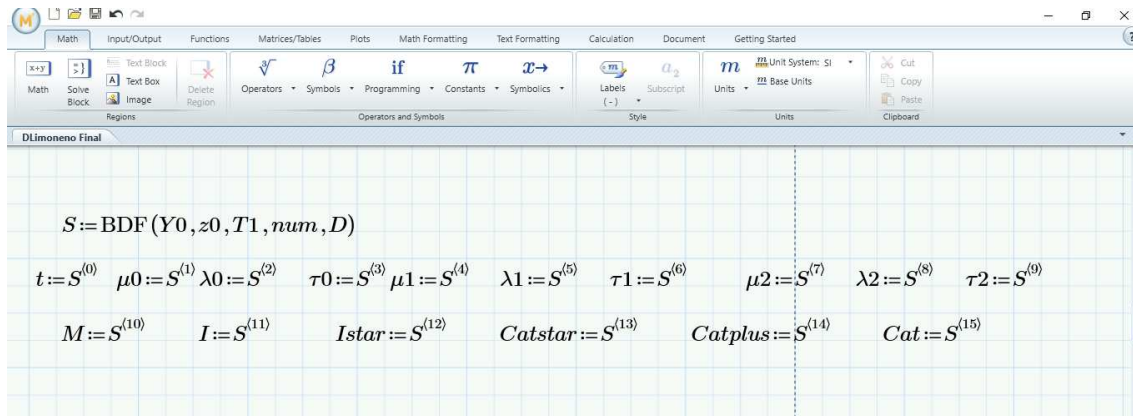 Math Input/Output Functions Matrices/Tables Plots Math Formatting Text Formatting Calculation Document Getting Started
Math
Solve Block
Text Block
Text Box
Image
Delete Region
Operators
Symbols
if
Programming
π
Constants
Symbolics
Labels
(-)
Subscript
m
Units
Unit System: SI
Base Units
Cut
Copy
Paste
Regions Operators and Symbols Style Units Clipboard
DLimoneno Final
S:=BDF(Y0,z0,T1,num,D)
t:=S⟨0⟩ μ0:=S⟨1⟩ λ0:=S⟨2⟩ τ0:=S⟨3⟩ μ1:=S⟨4⟩ λ1:=S⟨5⟩ τ1:=S⟨6⟩ μ2:=S⟨7⟩ λ2:=S⟨8⟩ τ2:=S⟨9⟩
M:=S⟨10⟩ I:=S⟨11⟩ Istar:=S⟨12⟩ Catstar:=S⟨13⟩ Catplus:=S⟨14⟩ Cat:=S⟨15⟩